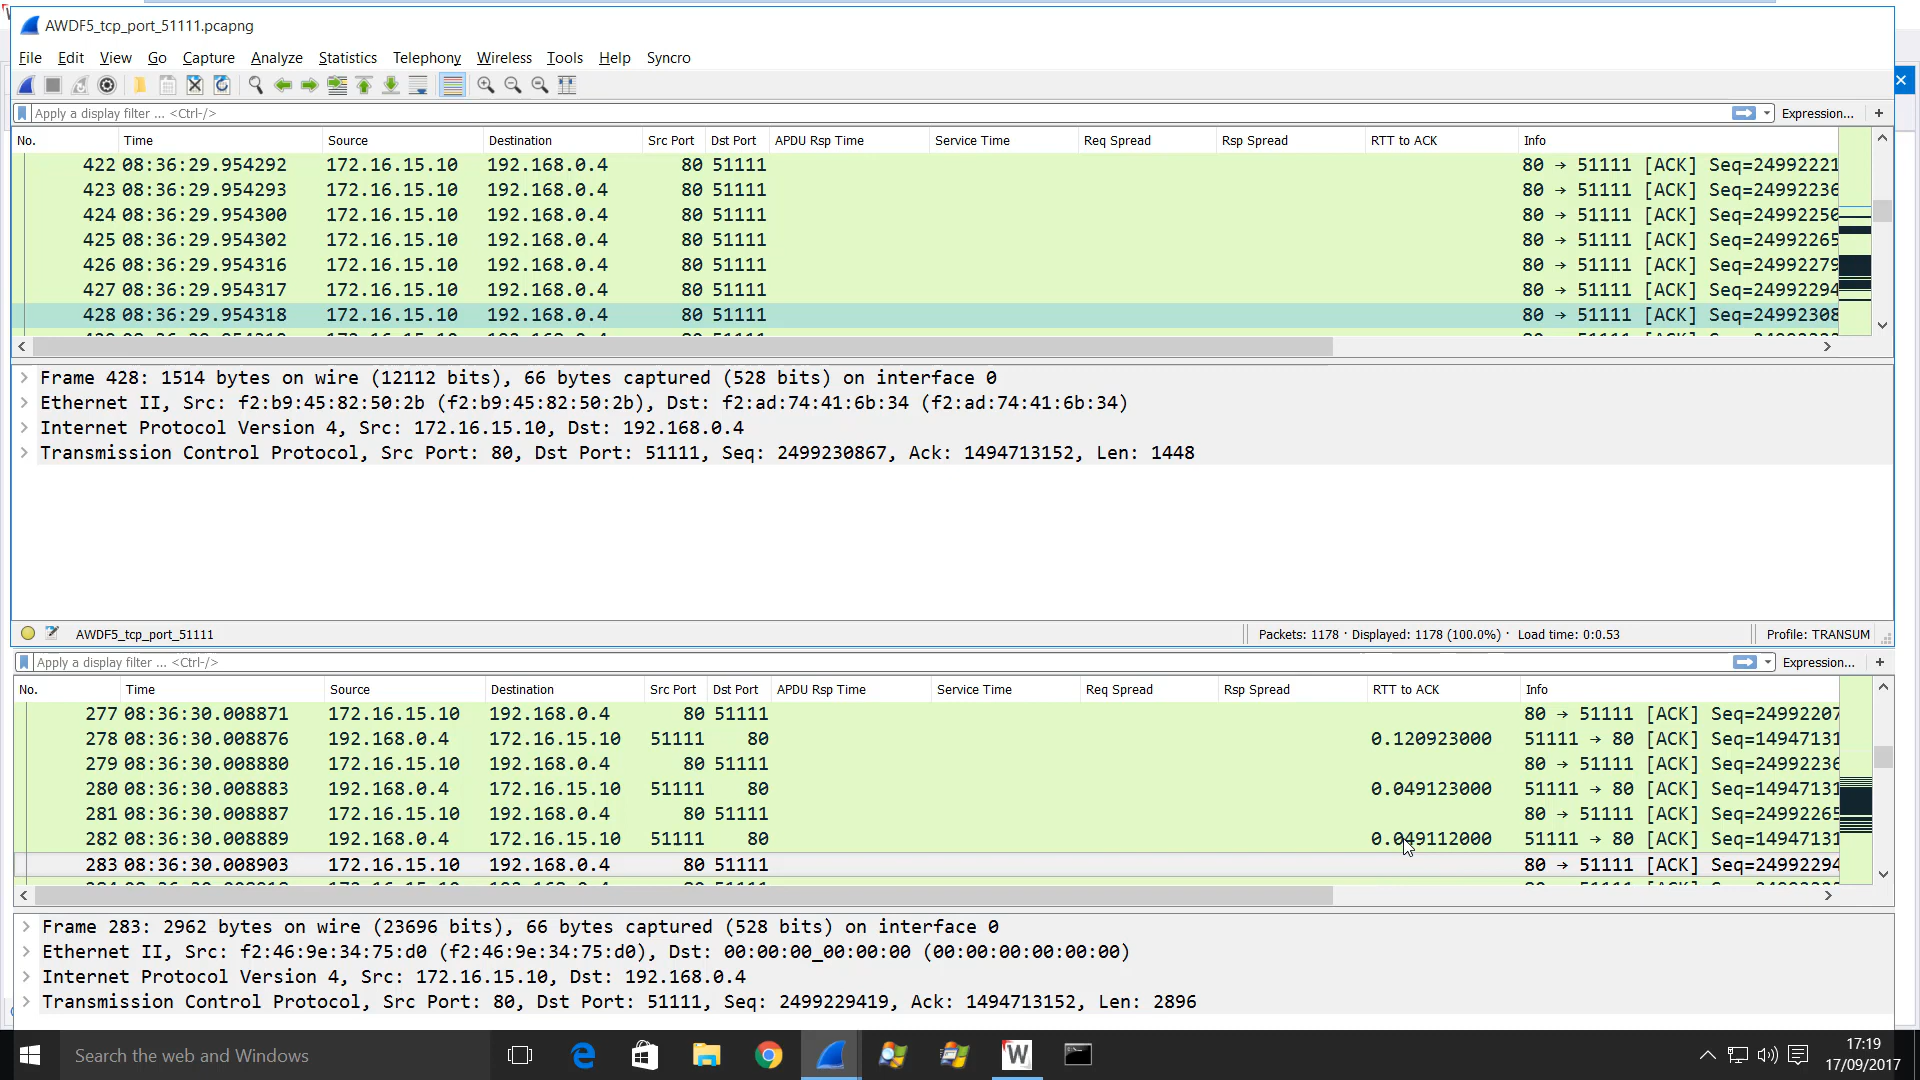 AWDF5_tcp_port_51111.pcapng
File Edit View Go Capture Analyze Statistics Telephony Wireless Tools Help Syncro
Apply a display filter ... <Ctrl-/> Expression... +
No. Time Source Destination Src Port Dst Port APDU Rsp Time Service Time Req Spread Rsp Spread RTT to ACK Info
422 08:36:29.954292 172.16.15.10 192.168.0.4 80 51111 80 → 51111 [ACK] Seq=24992221
423 08:36:29.954293 172.16.15.10 192.168.0.4 80 51111 80 → 51111 [ACK] Seq=24992236
424 08:36:29.954300 172.16.15.10 192.168.0.4 80 51111 80 → 51111 [ACK] Seq=24992250
425 08:36:29.954302 172.16.15.10 192.168.0.4 80 51111 80 → 51111 [ACK] Seq=24992265
426 08:36:29.954316 172.16.15.10 192.168.0.4 80 51111 80 → 51111 [ACK] Seq=24992279
427 08:36:29.954317 172.16.15.10 192.168.0.4 80 51111 80 → 51111 [ACK] Seq=24992294
428 08:36:29.954318 172.16.15.10 192.168.0.4 80 51111 80 → 51111 [ACK] Seq=24992308
Frame 428: 1514 bytes on wire (12112 bits), 66 bytes captured (528 bits) on interface 0
Ethernet II, Src: f2:b9:45:82:50:2b (f2:b9:45:82:50:2b), Dst: f2:ad:74:41:6b:34 (f2:ad:74:41:6b:34)
Internet Protocol Version 4, Src: 172.16.15.10, Dst: 192.168.0.4
Transmission Control Protocol, Src Port: 80, Dst Port: 51111, Seq: 2499230867, Ack: 1494713152, Len: 1448
AWDF5_tcp_port_51111 Packets: 1178 · Displayed: 1178 (100.0%) · Load time: 0:0.53 Profile: TRANSUM
Apply a display filter ... <Ctrl-/> Expression... +
No. Time Source Destination Src Port Dst Port APDU Rsp Time Service Time Req Spread Rsp Spread RTT to ACK Info
277 08:36:30.008871 172.16.15.10 192.168.0.4 80 51111 80 → 51111 [ACK] Seq=24992207
278 08:36:30.008876 192.168.0.4 172.16.15.10 51111 80 0.120923000 51111 → 80 [ACK] Seq=14947131
279 08:36:30.008880 172.16.15.10 192.168.0.4 80 51111 80 → 51111 [ACK] Seq=24992236
280 08:36:30.008883 192.168.0.4 172.16.15.10 51111 80 0.049123000 51111 → 80 [ACK] Seq=14947131
281 08:36:30.008887 172.16.15.10 192.168.0.4 80 51111 80 → 51111 [ACK] Seq=24992265
282 08:36:30.008889 192.168.0.4 172.16.15.10 51111 80 0.049112000 51111 → 80 [ACK] Seq=14947131
283 08:36:30.008903 172.16.15.10 192.168.0.4 80 51111 80 → 51111 [ACK] Seq=24992294
Frame 283: 2962 bytes on wire (23696 bits), 66 bytes captured (528 bits) on interface 0
Ethernet II, Src: f2:46:9e:34:75:d0 (f2:46:9e:34:75:d0), Dst: 00:00:00_00:00:00 (00:00:00:00:00:00)
Internet Protocol Version 4, Src: 172.16.15.10, Dst: 192.168.0.4
Transmission Control Protocol, Src Port: 80, Dst Port: 51111, Seq: 2499229419, Ack: 1494713152, Len: 2896
Search the web and Windows
17:19
17/09/2017